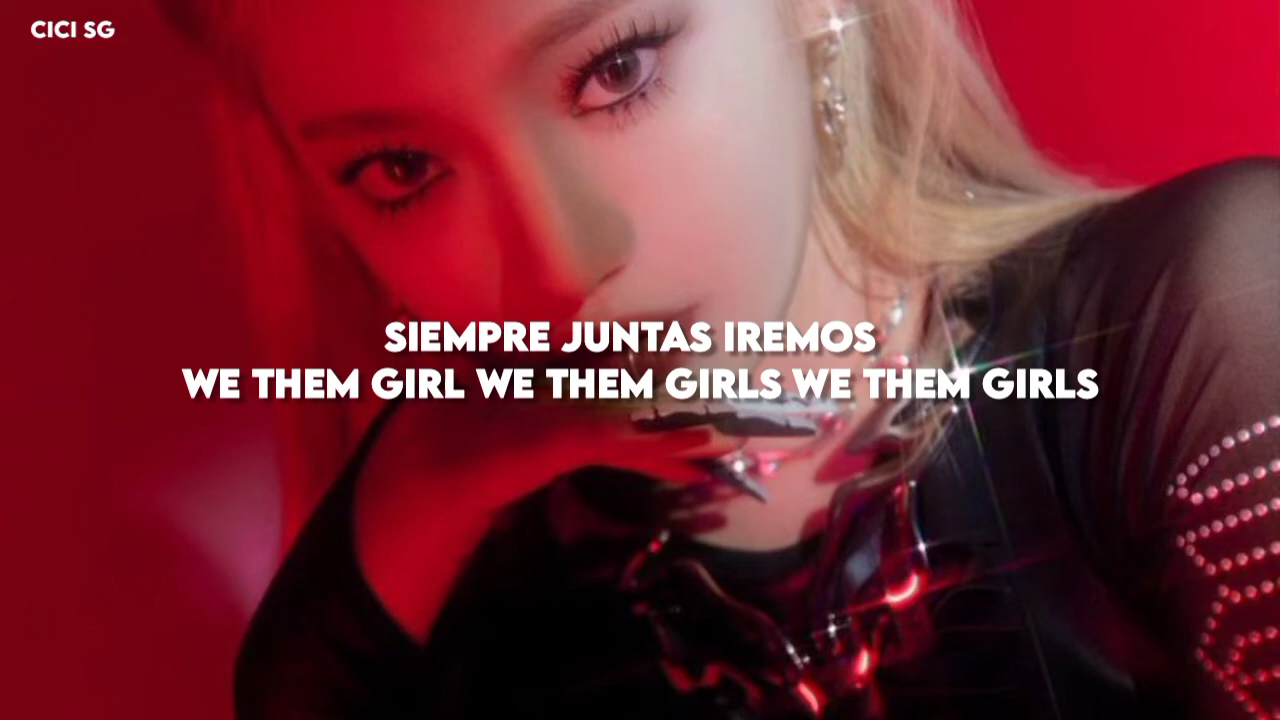 CICI SG
SIEMPRE JUNTAS IREMOS
WE THEM GIRL WE THEM GIRLS WE THEM GIRLS